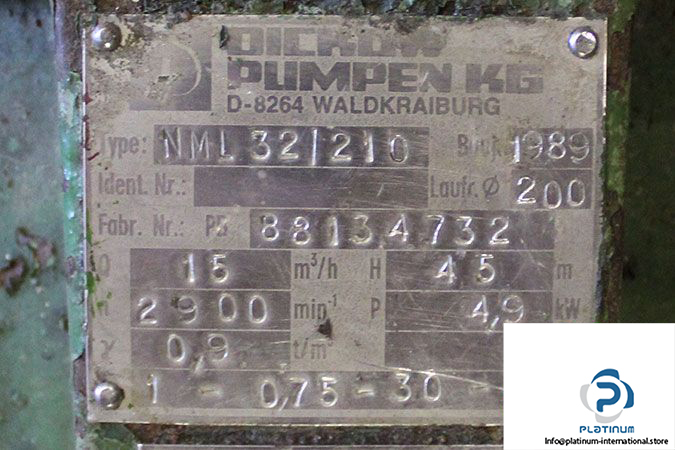 DICKOW
PUMPEN KG
D-8264 WALDKRAIBURG
Type: NML 32/210 1989
Ident. Nr.: Laufr. Ø 200
Fabr. Nr.: PB 88134732
Q 15 m³/h H 45 m
n 2900 min⁻¹ P 4,9 kW
γ 0,9 t/m
1 - 0,75 - 30 -
PLATINUM
Info@platinum-international.store